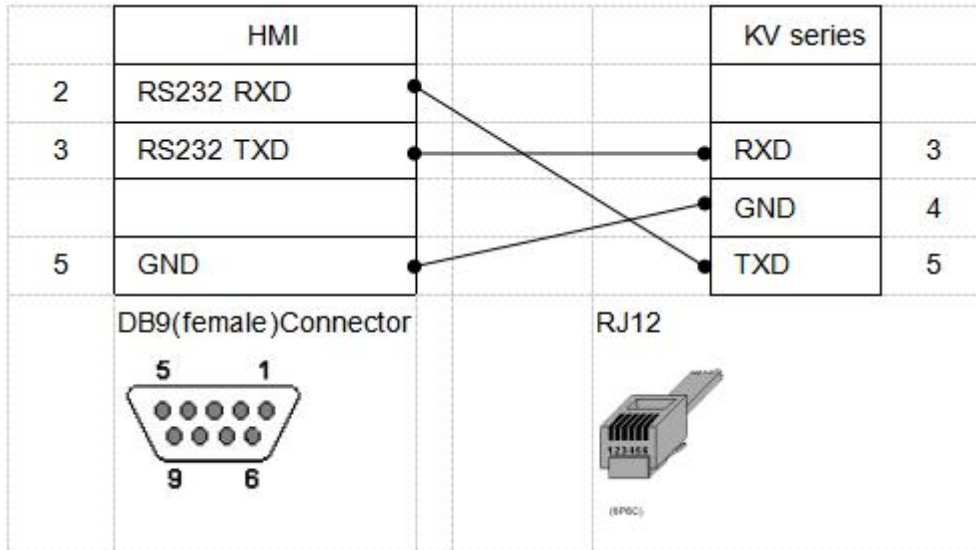 HMI KV series
2 RS232 RXD
3 RS232 TXD RXD 3
GND 4
5 GND TXD 5
DB9(female)Connector RJ12
5 1
9 6
123456
(6P6C)